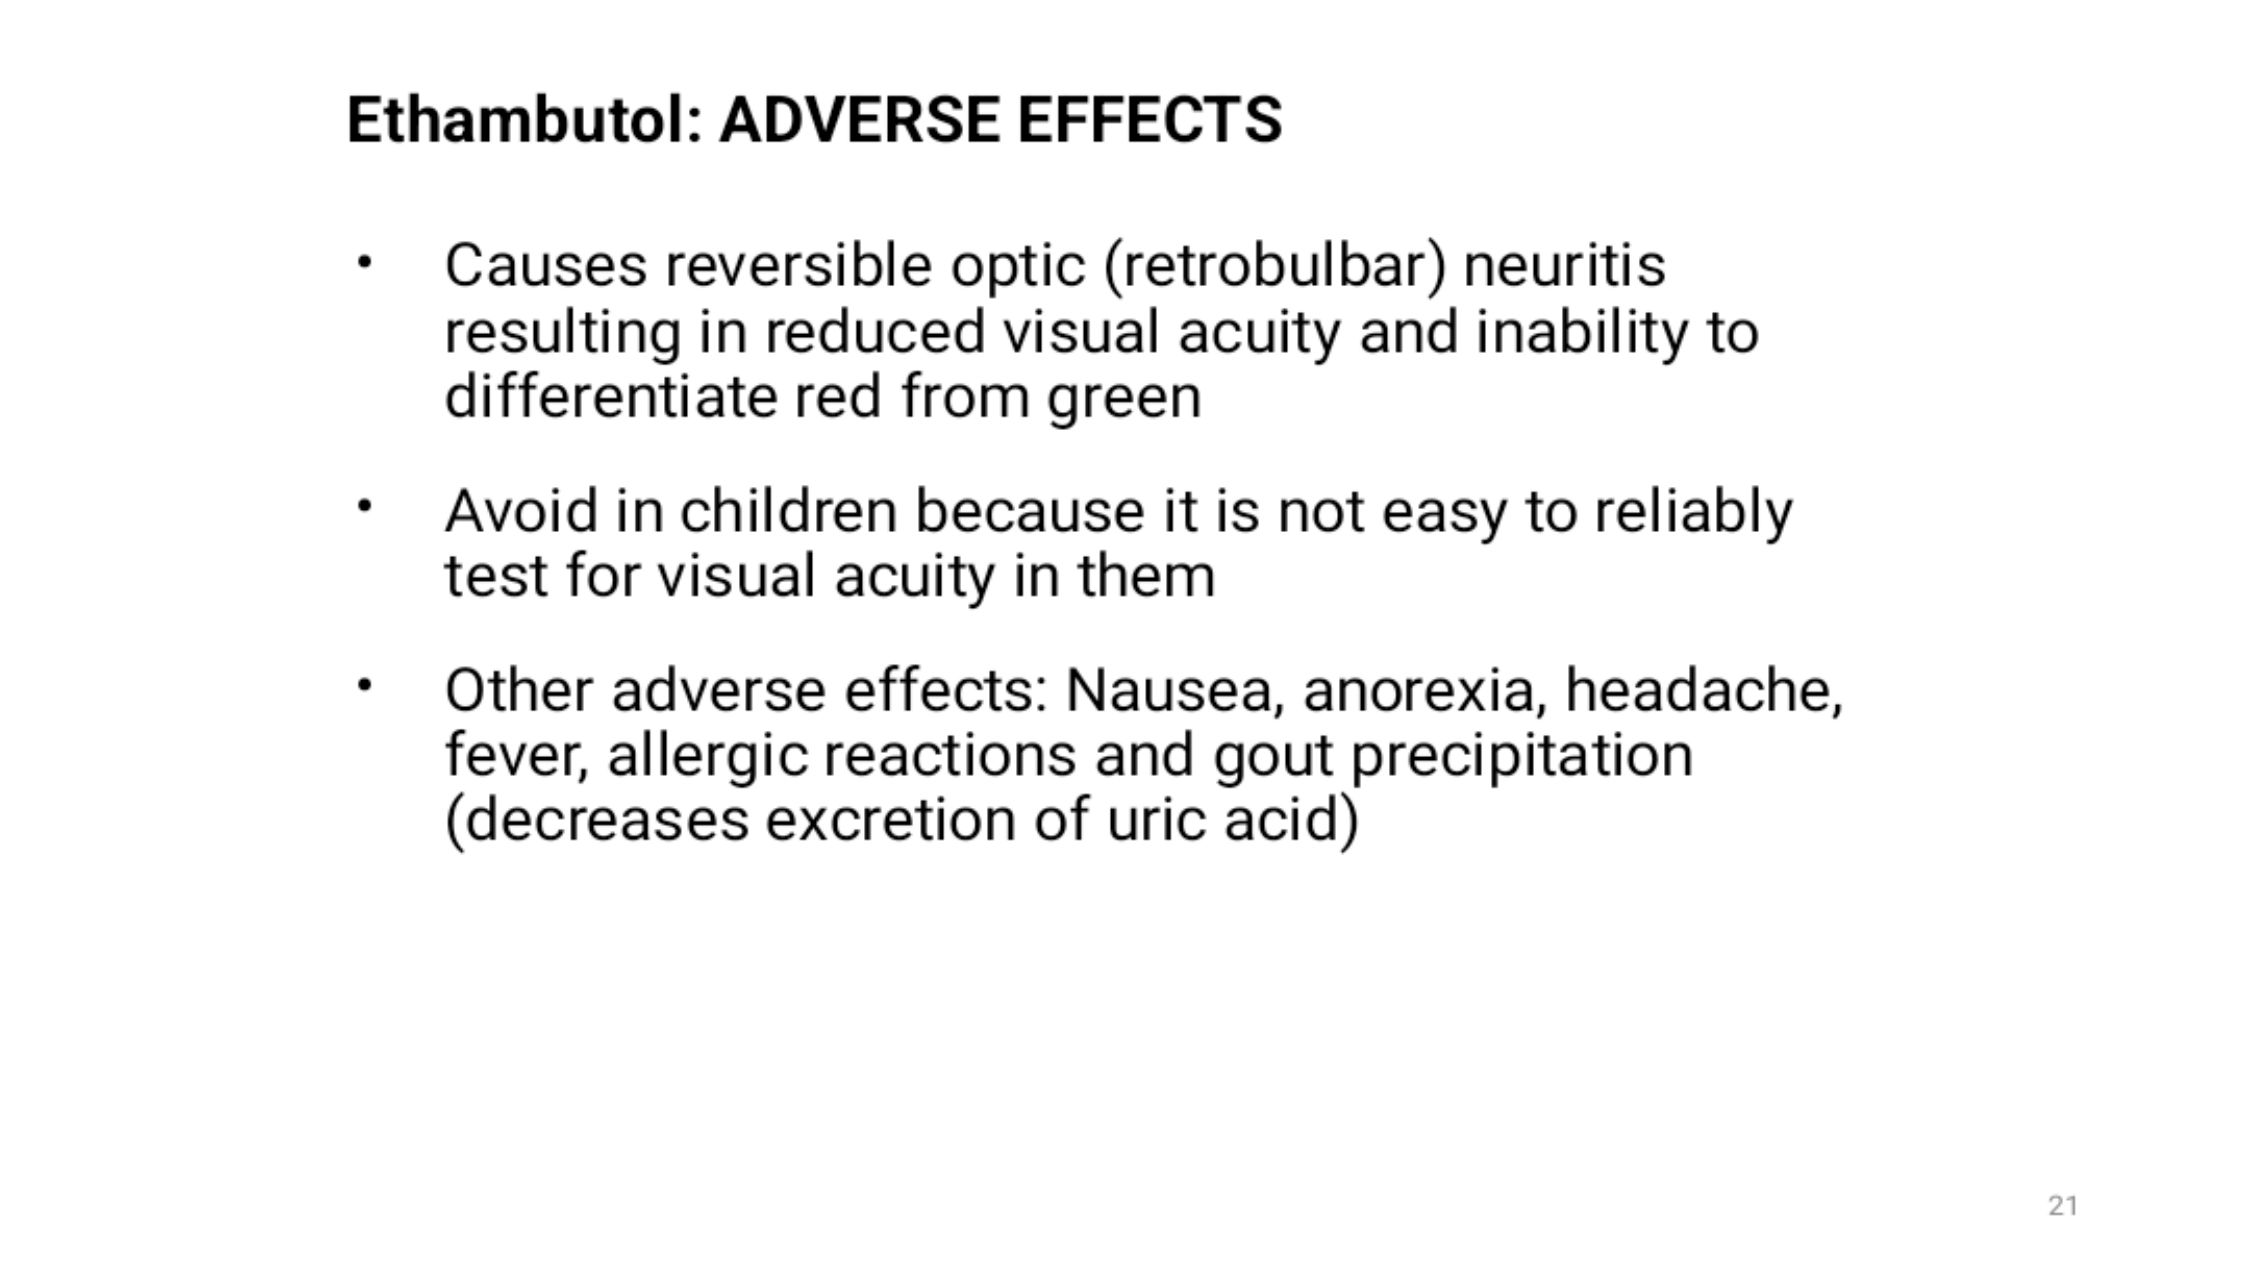 Ethambutol: ADVERSE EFFECTS
• Causes reversible optic (retrobulbar) neuritis
resulting in reduced visual acuity and inability to
differentiate red from green
• Avoid in children because it is not easy to reliably
test for visual acuity in them
• Other adverse effects: Nausea, anorexia, headache,
fever, allergic reactions and gout precipitation
(decreases excretion of uric acid)
21